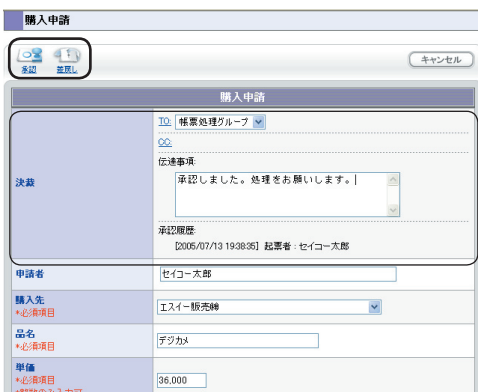 購入申請
承認 差戻し
キャンセル
購入申請
決裁
TO: 帳票処理グループ
CC:
伝達事項:
承認しました。処理をお願いします。
承認履歴:
[2005/07/13 19:38:35] 起票者:セイコー太郎
申請者
セイコー太郎
購入先
*必須項目
エスイー販売㈱
品名
*必須項目
デジカメ
単価
*必須項目
36,000